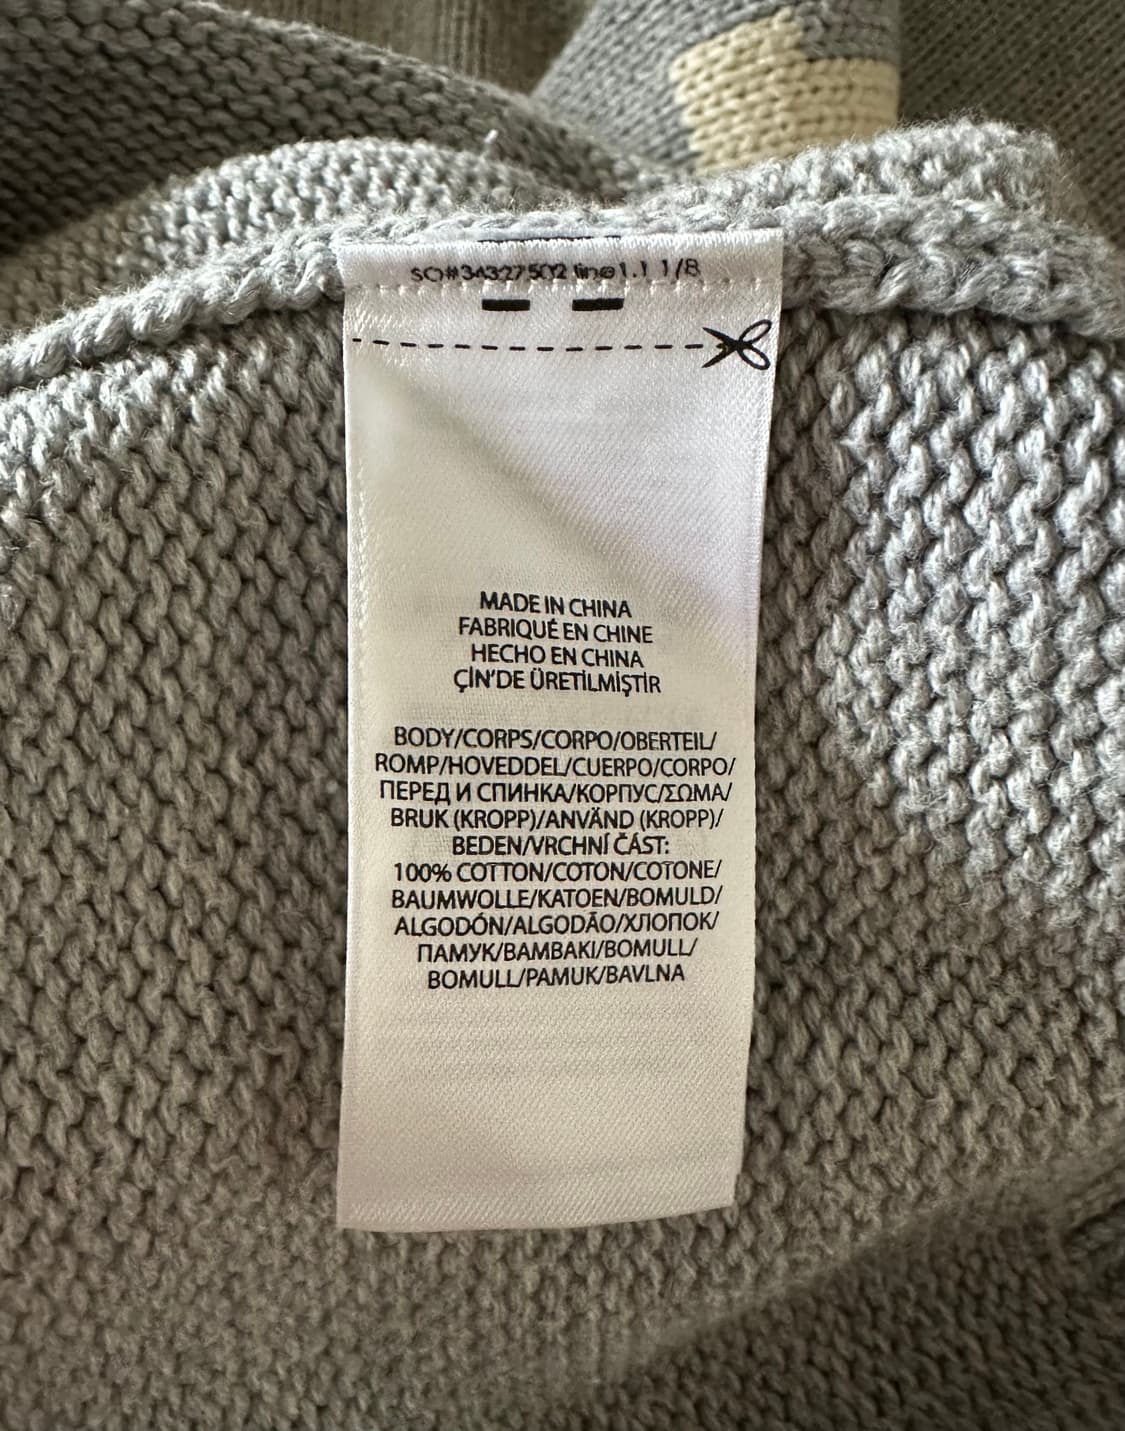 SO#34327502 line1.1 1/8
MADE IN CHINA
FABRIQUÉ EN CHINE
HECHO EN CHINA
ÇİN'DE ÜRETİLMİŞTİR
BODY/CORPS/CORPO/OBERTEIL/
ROMP/HOVEDDEL/CUERPO/CORPO/
ПЕРЕД И СПИНКА/КОРПУС/ΣΩΜΑ/
BRUK (KROPP)/ANVÄND (KROPP)/
BEDEN/VRCHNÍ ČÁST:
100% COTTON/COTON/COTONE/
BAUMWOLLE/KATOEN/BOMULD/
ALGODÓN/ALGODÃO/ХЛОПОК/
ПАМУК/ΒΑΜΒΑΚΙ/BOMULL/
BOMULL/PAMUK/BAVLNA